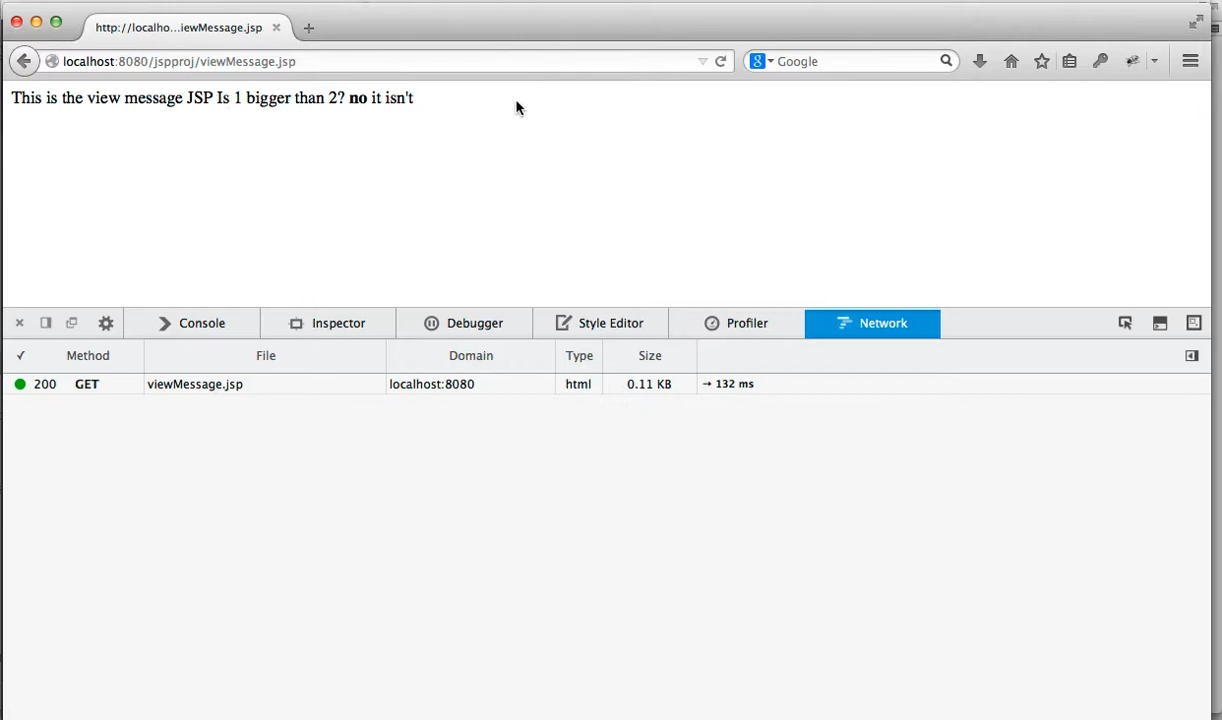 http://localho...iewMessage.jsp
localhost:8080/jspproj/viewMessage.jsp
Google
This is the view message JSP Is 1 bigger than 2? no it isn't
Console Inspector Debugger Style Editor Profiler Network
✓ Method File Domain Type Size
200 GET viewMessage.jsp localhost:8080 html 0.11 KB → 132 ms